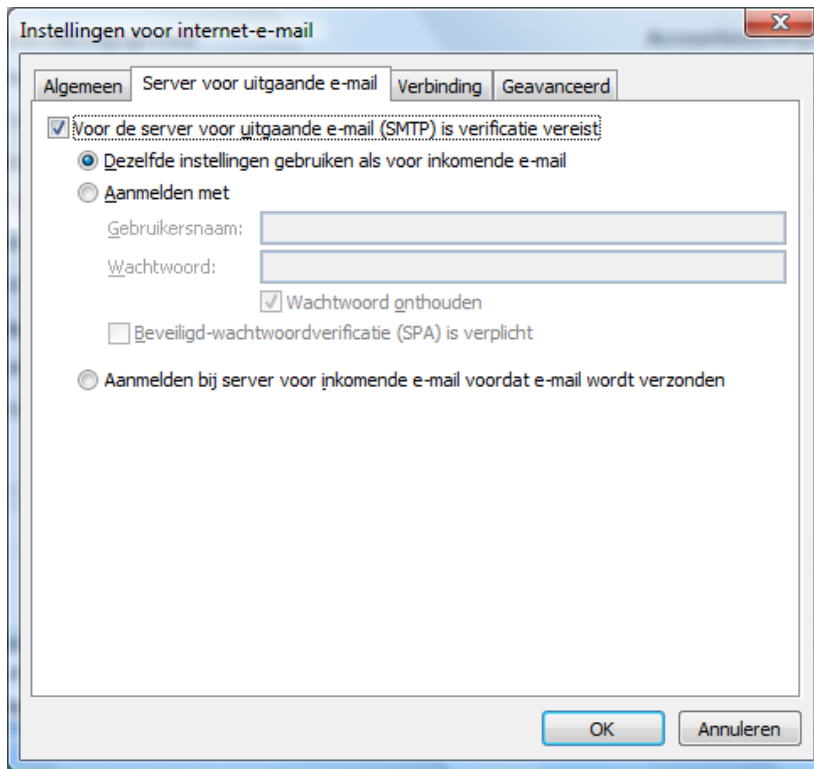 Instellingen voor internet-e-mail
Algemeen Server voor uitgaande e-mail Verbinding Geavanceerd
Voor de server voor uitgaande e-mail (SMTP) is verificatie vereist
Dezelfde instellingen gebruiken als voor inkomende e-mail
Aanmelden met
Gebruikersnaam:
Wachtwoord:
Wachtwoord onthouden
Beveiligd-wachtwoordverificatie (SPA) is verplicht
Aanmelden bij server voor inkomende e-mail voordat e-mail wordt verzonden
OK Annuleren